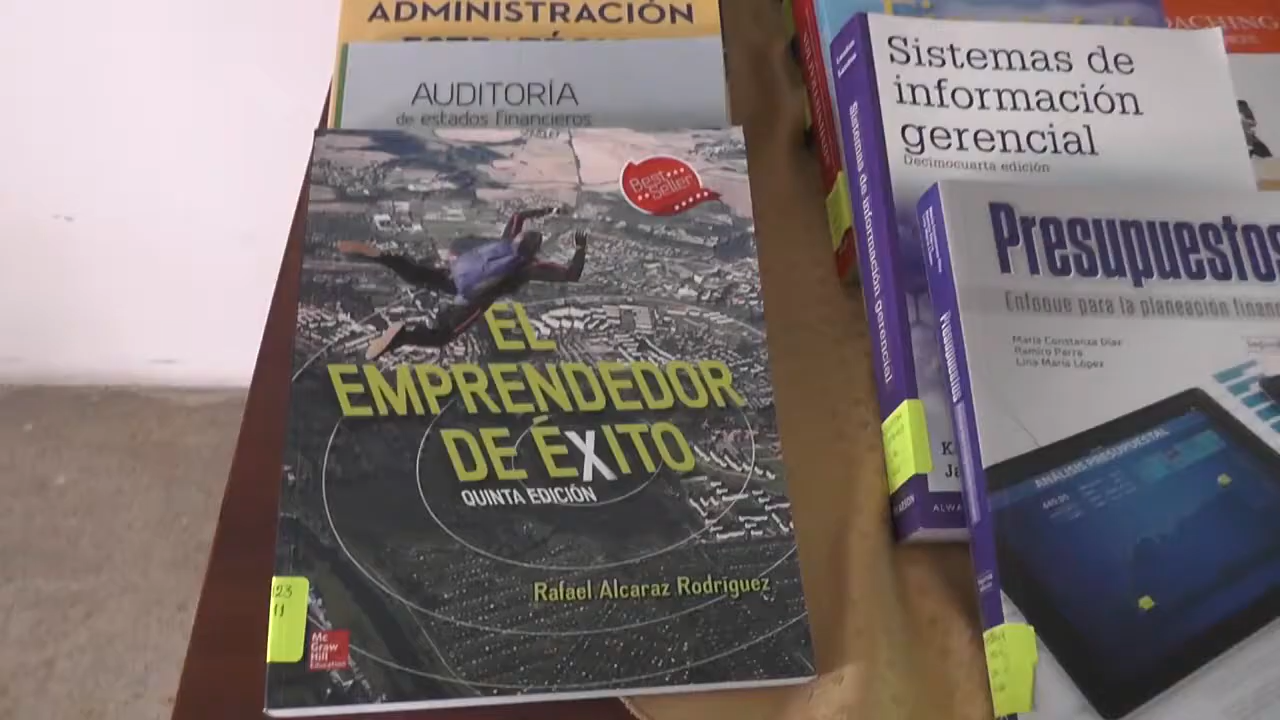 ADMINISTRACIÓN
AUDITORÍA
de estados financieros
Best
Seller
EL
EMPRENDEDOR
DE ÉXITO
QUINTA EDICIÓN
Rafael Alcaraz Rodríguez
Mc
Graw
Hill
Education
Sistemas de
información
gerencial
Decimocuarta edición
Sistemas de información gerencial
Presupuestos
Enfoque para la planeación
María Constanza Díaz
Ramiro Parra
Lina María López
Presupuestos
ANÁLISIS PRESUPUESTAL